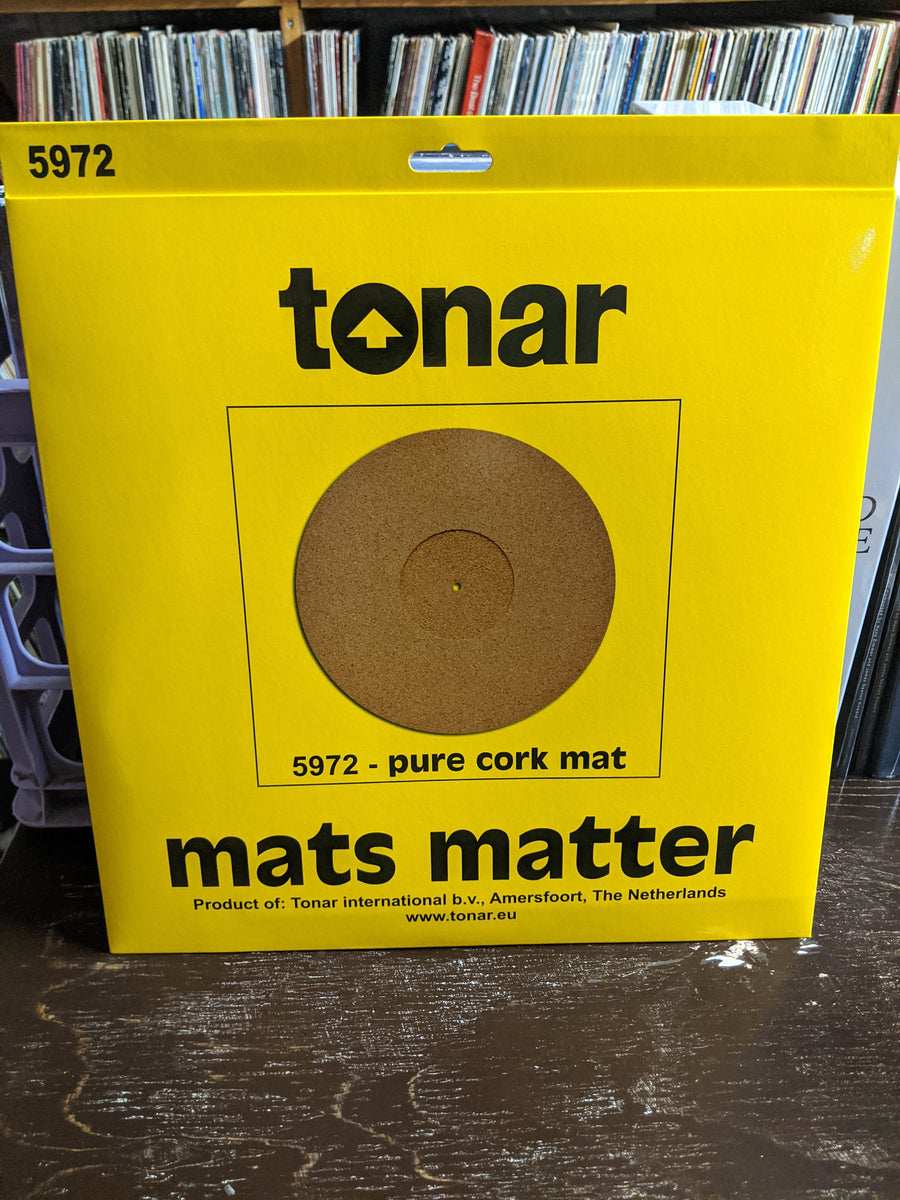 5972
tonar
5972 - pure cork mat
mats matter
Product of: Tonar international b.v., Amersfoort, The Netherlands
www.tonar.eu